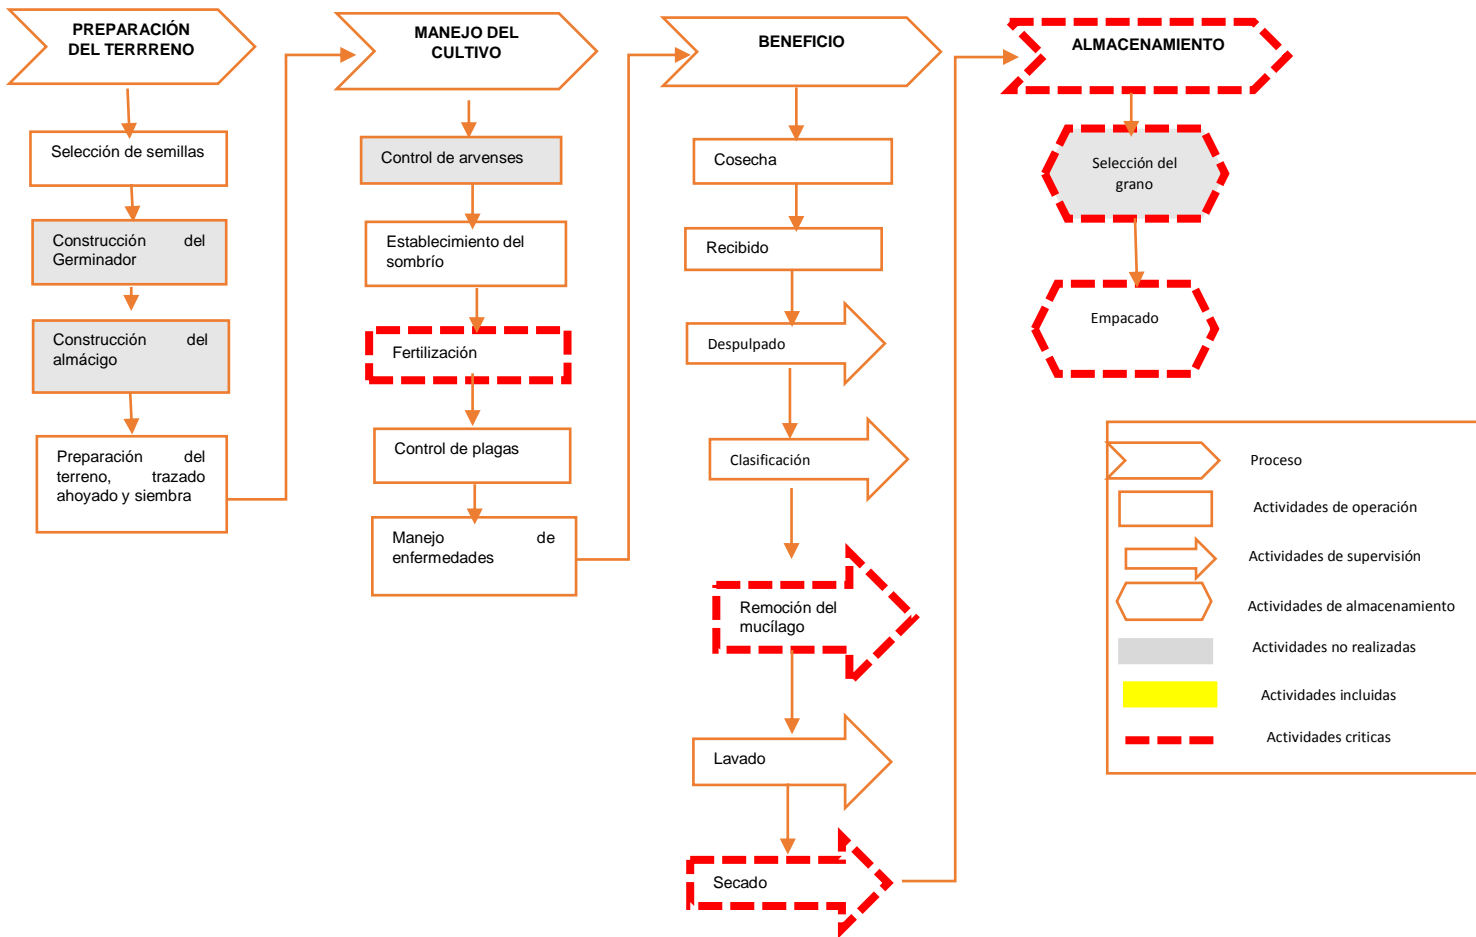 PREPARACIÓN
DEL TERRRENO
Selección de semillas
Construcción del
Germinador
Construcción del
almácigo
Preparación del
terreno, trazado
ahoyado y siembra
MANEJO DEL
CULTIVO
Control de arvenses
Establecimiento del
sombrío
Fertilización
Control de plagas
Manejo de
enfermedades
BENEFICIO
Cosecha
Recibido
Despulpado
Clasificación
Remoción del
mucílago
Lavado
Secado
ALMACENAMIENTO
Selección del
grano
Empacado
Proceso
Actividades de operación
Actividades de supervisión
Actividades de almacenamiento
Actividades no realizadas
Actividades incluidas
Actividades criticas